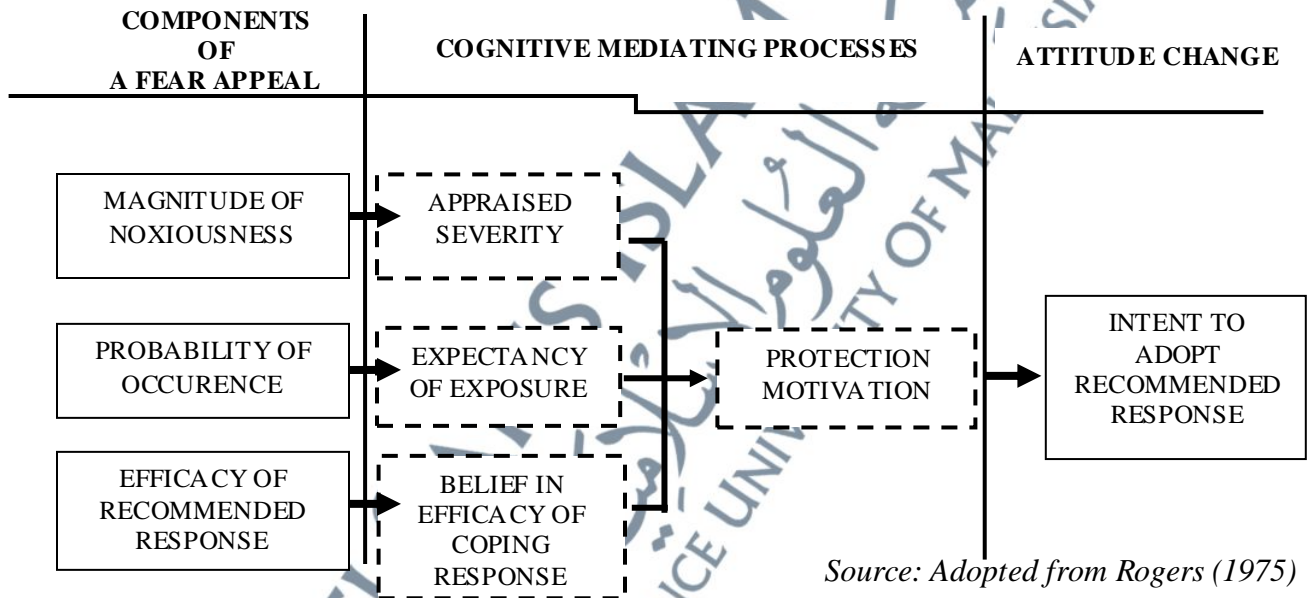 COMPONENTS
OF
A FEAR APPEAL
COGNITIVE MEDIATING PROCESSES
ATTITUDE CHANGE
MAGNITUDE OF
NOXIOUSNESS
APPRAISED
SEVERITY
PROBABILITY OF
OCCURENCE
EXPECTANCY
OF EXPOSURE
PROTECTION
MOTIVATION
INTENT TO
ADOPT
RECOMMENDED
RESPONSE
EFFICACY OF
RECOMMENDED
RESPONSE
BELIEF IN
EFFICACY OF
COPING
RESPONSE
Source: Adopted from Rogers (1975)